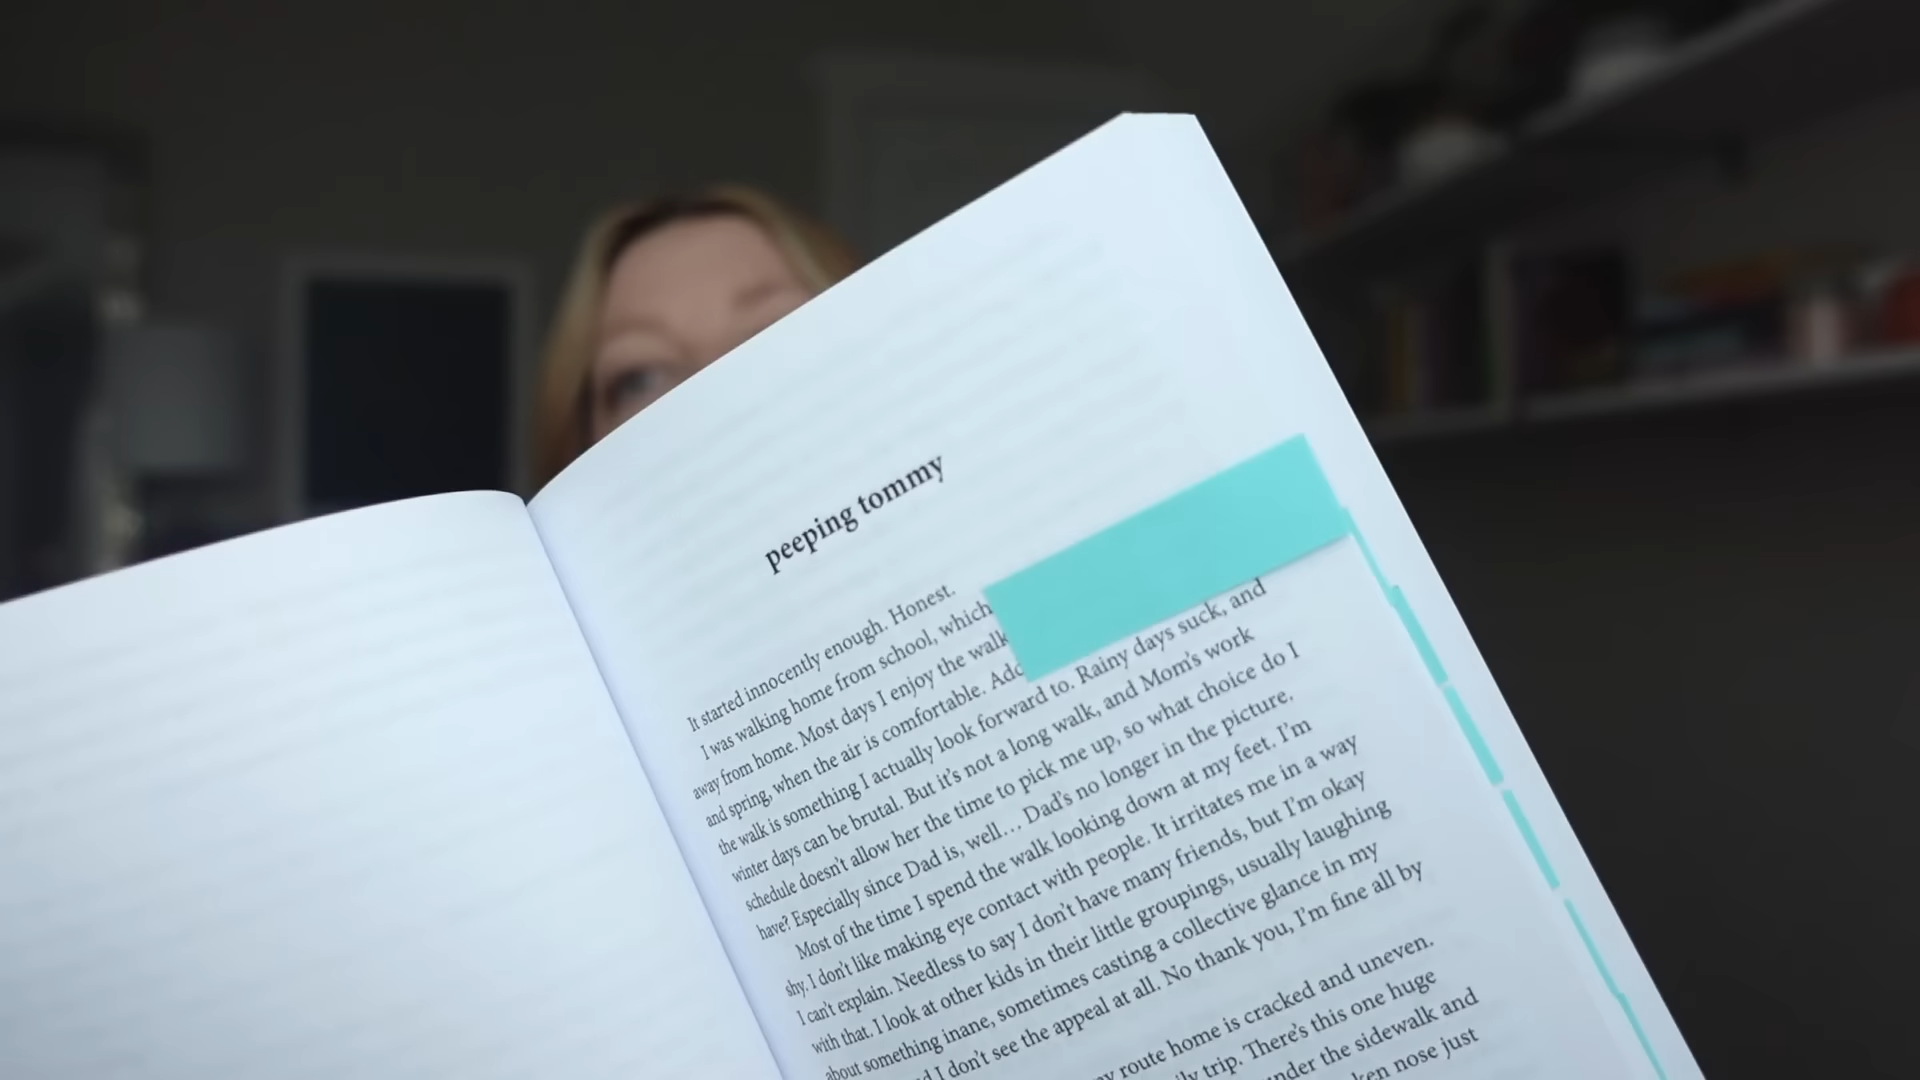 peeping tommy
It started innocently enough. Honest.
I was walking home from school, which
away from home. Most days I enjoy the walk
and spring, when the air is comfortable.
the walk is something I actually look forward to. Rainy days suck, and
winter days can be brutal. But it's not a long walk, and Mom's work
schedule doesn't allow her the time to pick me up, so what choice do I
have? Especially since Dad is, well… Dad's no longer in the picture.
Most of the time I spend the walk looking down at my feet. I'm
shy. I don't like making eye contact with people. It irritates me in a way
I can't explain. Needless to say I don't have many friends, but I'm okay
with that. I look at other kids in their little groupings, usually laughing
about something inane, sometimes casting a collective glance in my
I don't see the appeal at all. No thank you, I'm fine all by
route home is cracked and uneven.
trip. There's this one huge
under the sidewalk and
nose just